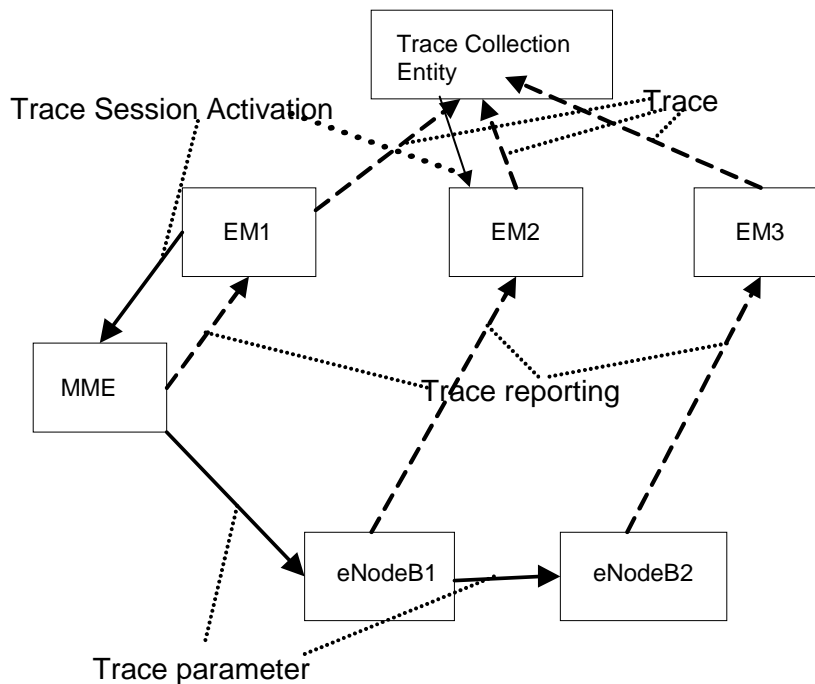 Trace Collection
Entity
Trace Session Activation
Trace
EM1
EM2
EM3
MME
Trace reporting
eNodeB1
eNodeB2
Trace parameter